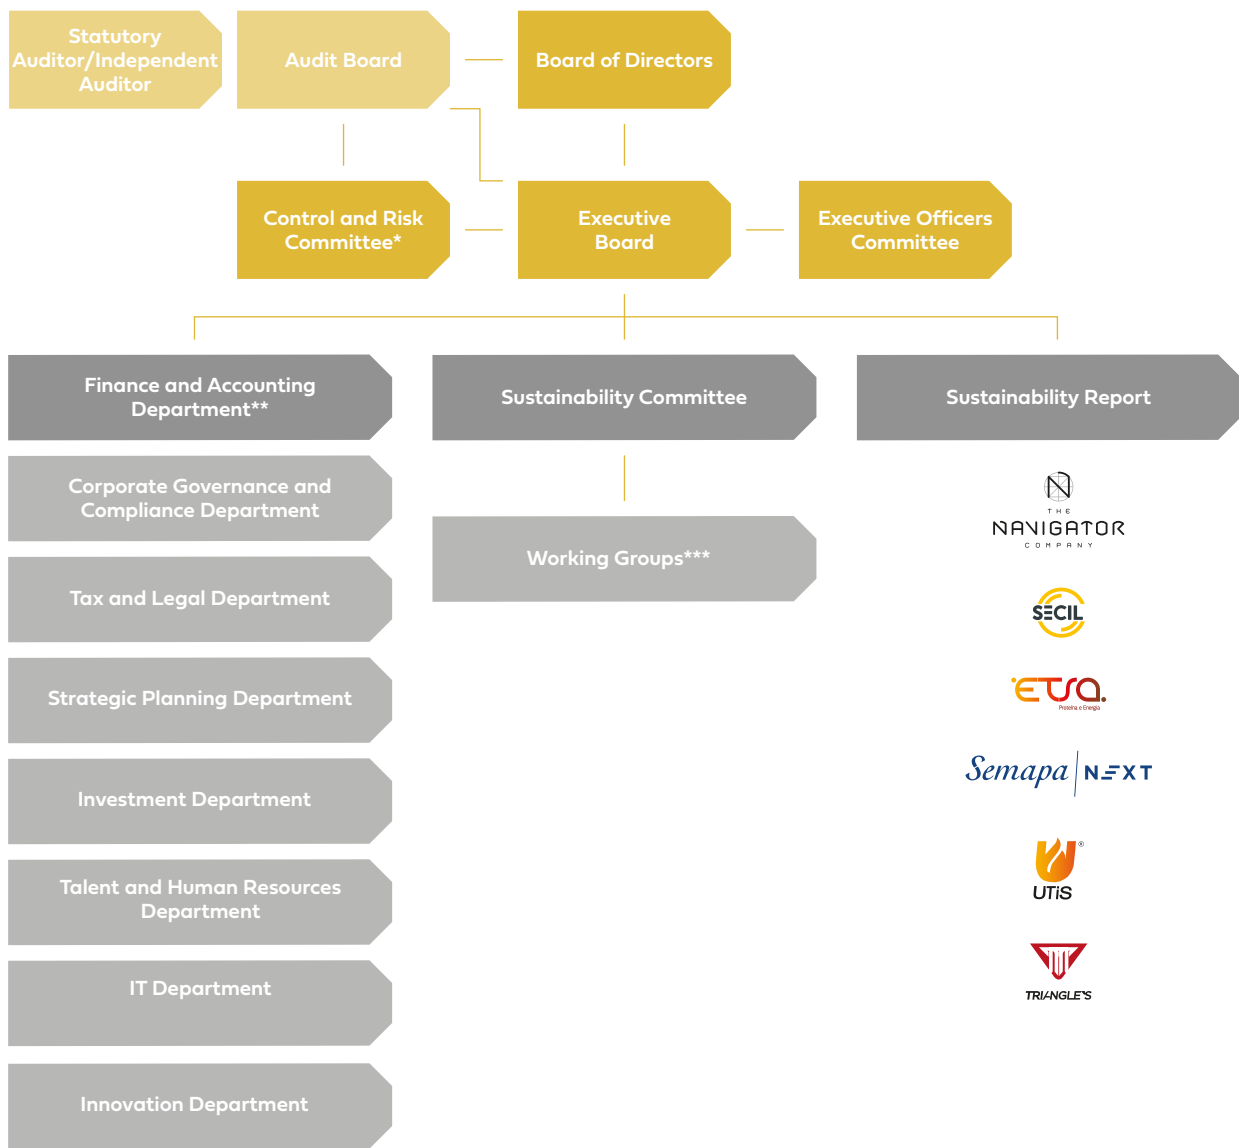 Statutory
Auditor/Independent
Auditor
Audit Board
Board of Directors
Control and Risk
Committee*
Executive
Board
Executive Officers
Committee
Finance and Accounting
Department**
Sustainability Committee
Sustainability Report
Corporate Governance and
Compliance Department
Working Groups***
Tax and Legal Department
Strategic Planning Department
Investment Department
Talent and Human Resources
Department
IT Department
Innovation Department
THE
NAVIGATOR
COMPANY
SECIL
ETSA
Proteína e Energia
Semapa NEXT
UTiS
®
TRIANGLE'S